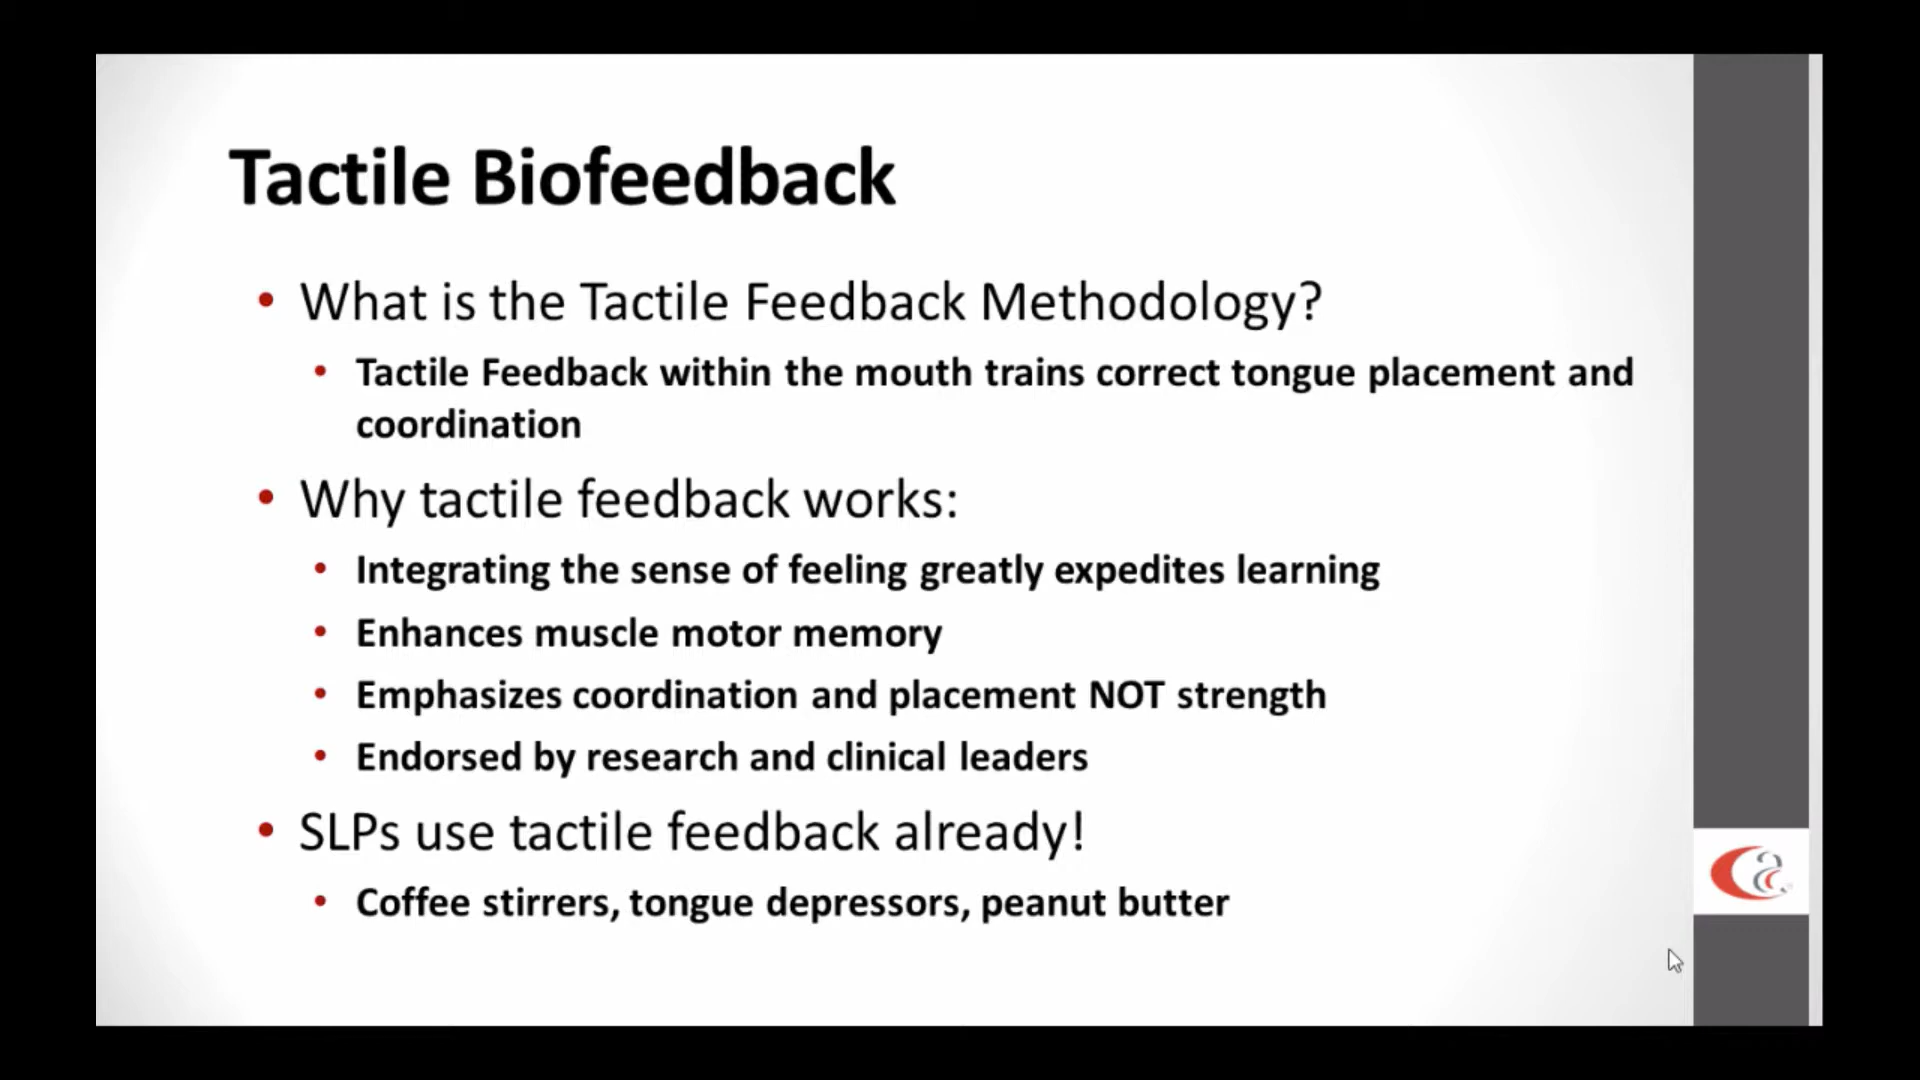 Tactile Biofeedback
• What is the Tactile Feedback Methodology?
• Tactile Feedback within the mouth trains correct tongue placement and
coordination
• Why tactile feedback works:
• Integrating the sense of feeling greatly expedites learning
• Enhances muscle motor memory
• Emphasizes coordination and placement NOT strength
• Endorsed by research and clinical leaders
• SLPs use tactile feedback already!
• Coffee stirrers, tongue depressors, peanut butter